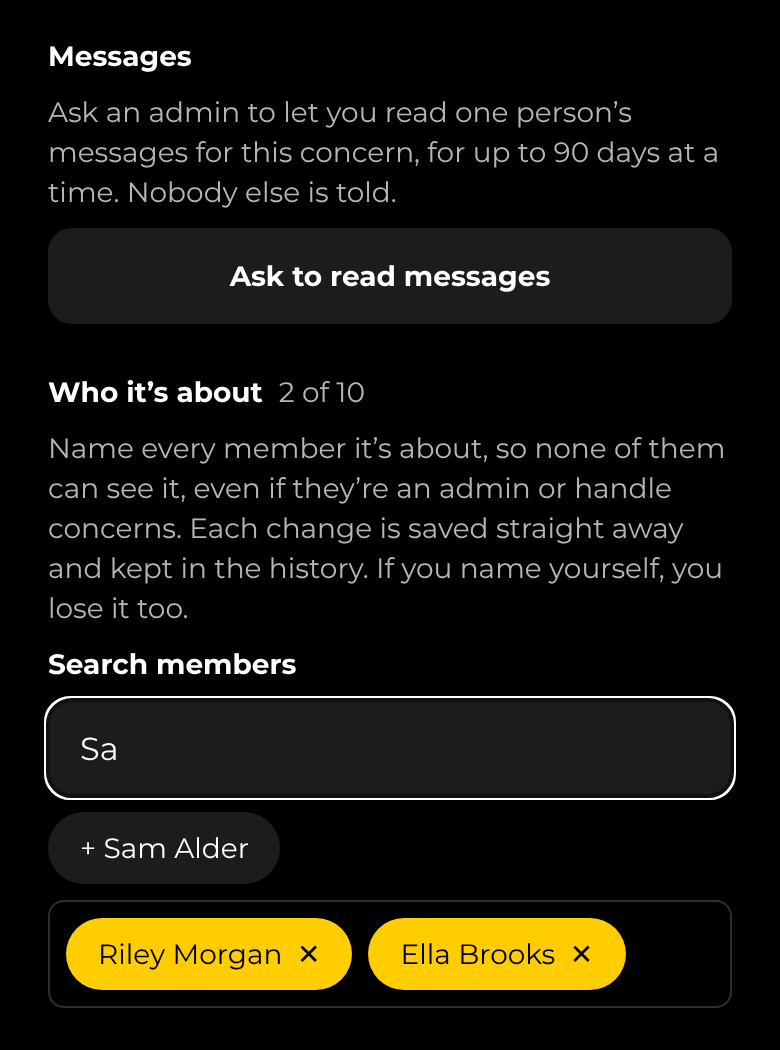 Messages
Ask an admin to let you read one person’s
messages for this concern, for up to 90 days at a
time. Nobody else is told.
Ask to read messages
Who it’s about 2 of 10
Name every member it’s about, so none of them
can see it, even if they’re an admin or handle
concerns. Each change is saved straight away
and kept in the history. If you name yourself, you
lose it too.
Search members
Sa
+ Sam Alder
Riley Morgan ✕ Ella Brooks ✕